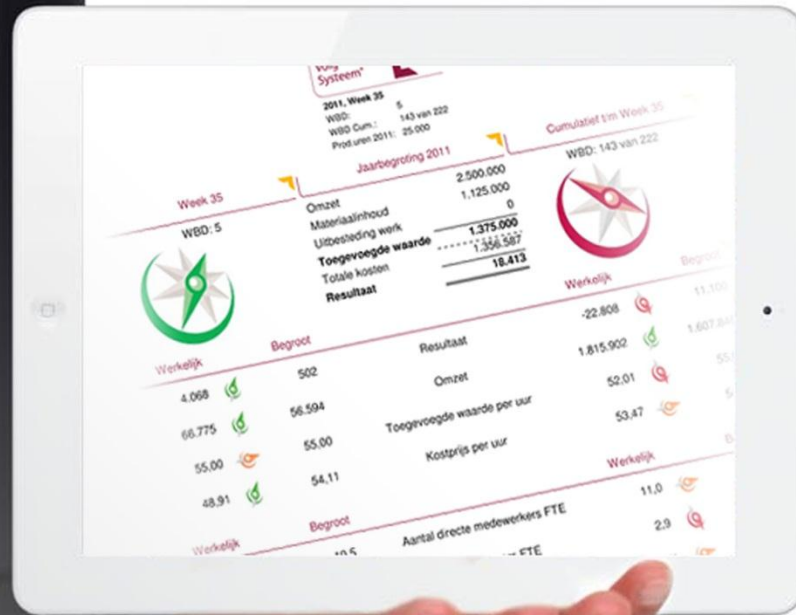 Systeem®
2011, Week 35
WBD: 5
WBD Cum.: 143 van 222
Prod.uren 2011: 25.000
Week 35
Jaarbegroting 2011
Cumulatief t/m Week 35
WBD: 5
WBD: 143 van 222
Omzet 2.500.000
Materiaalinhoud 1.125.000
Uitbesteding werk 0
Toegevoegde waarde 1.375.000
Totale kosten 1.356.587
Resultaat 18.413
Werkelijk Begroot Werkelijk
4.068 502 Resultaat -22.808
66.775 56.594 Omzet 1.815.902
55,00 55,00 Toegevoegde waarde per uur 52,01
48,91 54,11 Kostprijs per uur 53,47
Werkelijk Begroot Werkelijk
Aantal directe medewerkers FTE 11,0
FTE 2,9